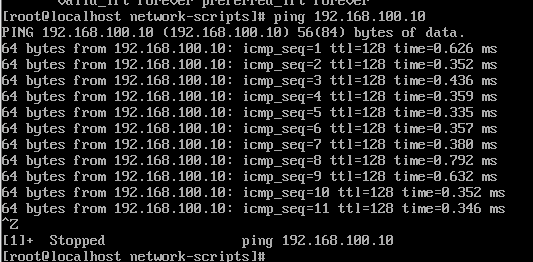 valid_lft forever preferred_lft forever
[root@localhost network-scripts]# ping 192.168.100.10
PING 192.168.100.10 (192.168.100.10) 56(84) bytes of data.
64 bytes from 192.168.100.10: icmp_seq=1 ttl=128 time=0.626 ms
64 bytes from 192.168.100.10: icmp_seq=2 ttl=128 time=0.352 ms
64 bytes from 192.168.100.10: icmp_seq=3 ttl=128 time=0.436 ms
64 bytes from 192.168.100.10: icmp_seq=4 ttl=128 time=0.359 ms
64 bytes from 192.168.100.10: icmp_seq=5 ttl=128 time=0.335 ms
64 bytes from 192.168.100.10: icmp_seq=6 ttl=128 time=0.357 ms
64 bytes from 192.168.100.10: icmp_seq=7 ttl=128 time=0.380 ms
64 bytes from 192.168.100.10: icmp_seq=8 ttl=128 time=0.792 ms
64 bytes from 192.168.100.10: icmp_seq=9 ttl=128 time=0.632 ms
64 bytes from 192.168.100.10: icmp_seq=10 ttl=128 time=0.352 ms
64 bytes from 192.168.100.10: icmp_seq=11 ttl=128 time=0.346 ms
^Z
[1]+  Stopped                 ping 192.168.100.10
[root@localhost network-scripts]#